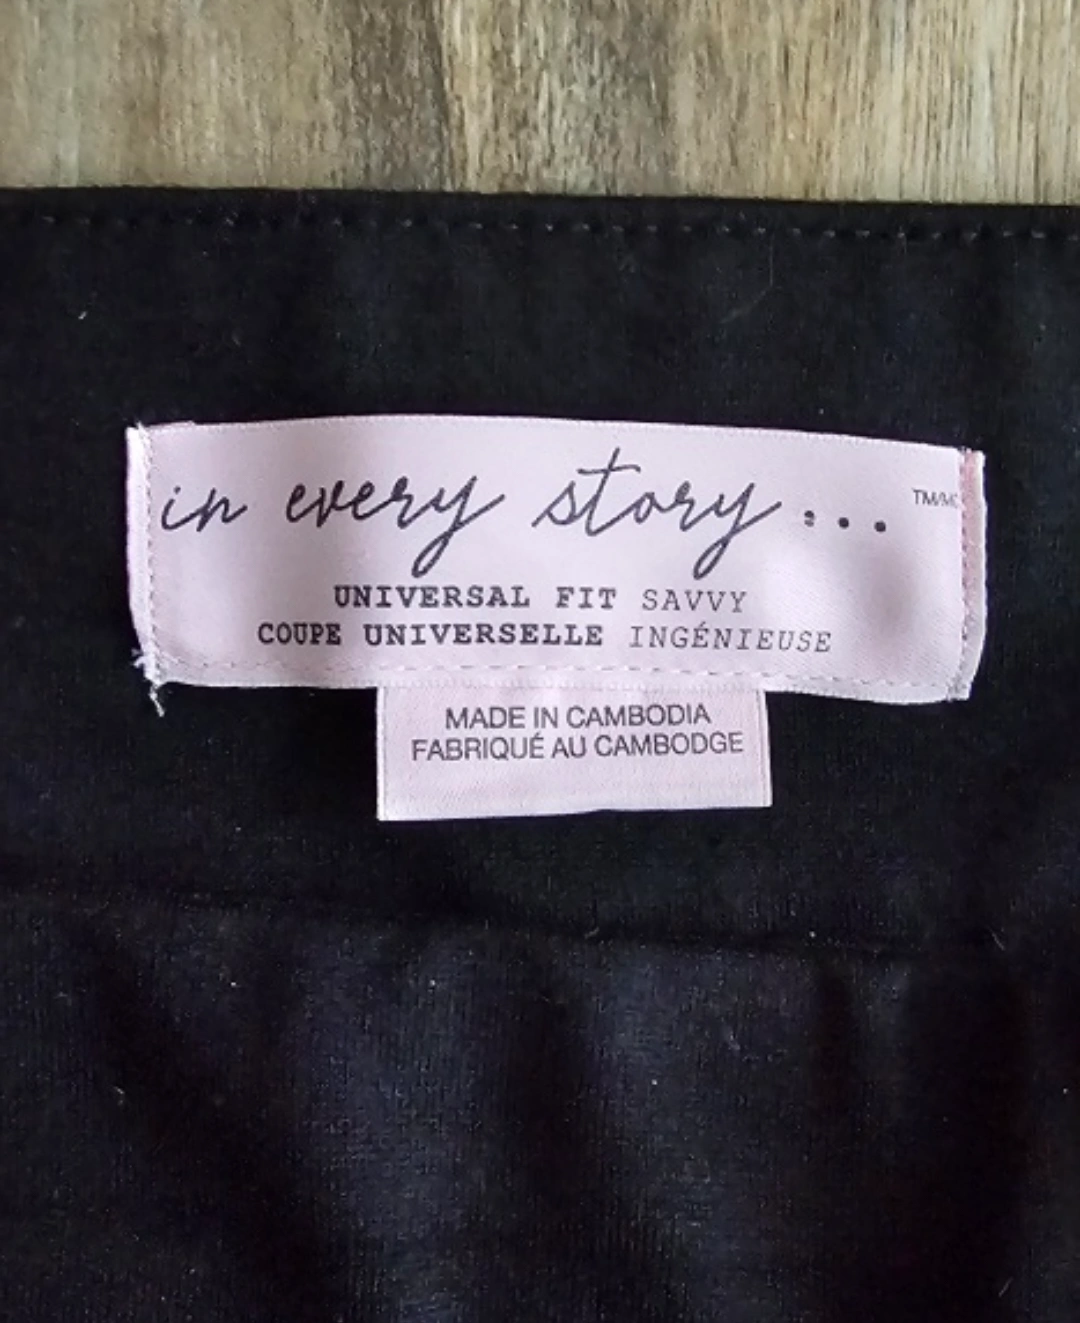 in every story... TM/MC
UNIVERSAL FIT SAVVY
COUPE UNIVERSELLE INGÉNIEUSE
MADE IN CAMBODIA
FABRIQUÉ AU CAMBODGE